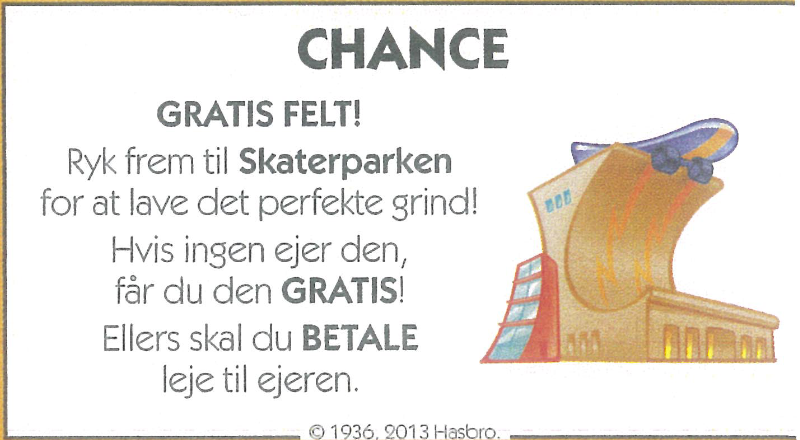 CHANCE
GRATIS FELT!
Ryk frem til Skaterparken
for at lave det perfekte grind!
Hvis ingen ejer den,
får du den GRATIS!
Ellers skal du BETALE
leje til ejeren.
© 1936, 2013 Hasbro.